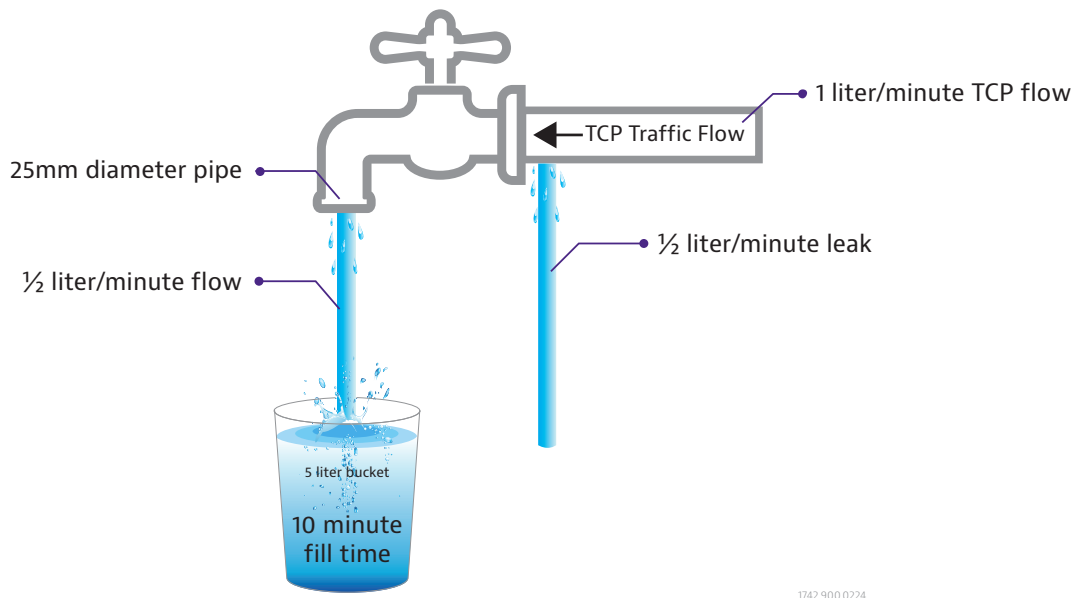 1 liter/minute TCP flow
TCP Traffic Flow
25mm diameter pipe
½ liter/minute leak
½ liter/minute flow
5 liter bucket
10 minute
fill time
1742.900.0224